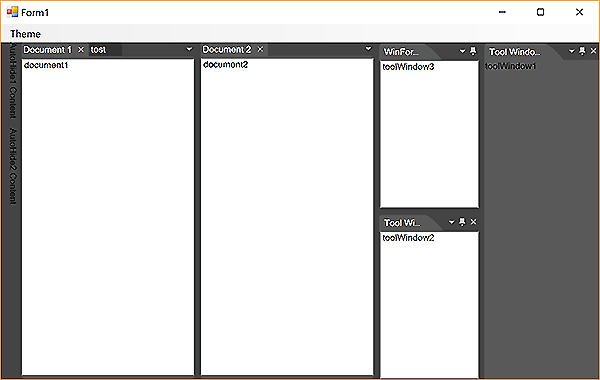 Form1
Theme
Document 1
tost
Document 2
WinFor...
Tool Windo...
AutoHide1 Content
AutoHide2 Content
document1
document2
toolWindow3
toolWindow1
Tool Wi...
toolWindow2